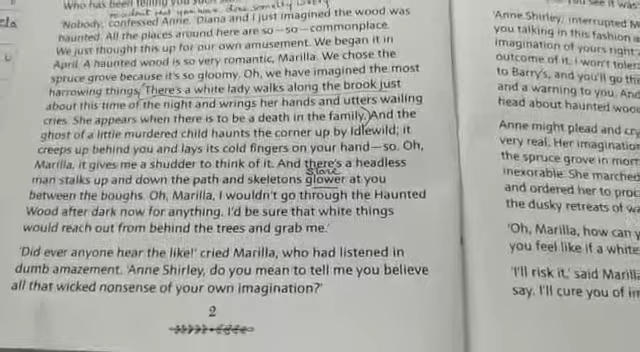 Who has been telling you such
'Nobody,' confessed Anne. 'Diana and I just imagined the wood was
haunted. All the places around here are so—so—commonplace.
We just thought this up for our own amusement. We began it in
April. A haunted wood is so very romantic, Marilla. We chose the
spruce grove because it's so gloomy. Oh, we have imagined the most
harrowing things. There's a white lady walks along the brook just
about this time of the night and wrings her hands and utters wailing
cries. She appears when there is to be a death in the family. And the
ghost of a little murdered child haunts the corner up by Idlewild; it
creeps up behind you and lays its cold fingers on your hand—so. Oh,
Marilla, it gives me a shudder to think of it. And there's a headless
man stalks up and down the path and skeletons glower at you
between the boughs. Oh, Marilla, I wouldn't go through the Haunted
Wood after dark now for anything. I'd be sure that white things
would reach out from behind the trees and grab me.'
'Did ever anyone hear the like!' cried Marilla, who had listened in
dumb amazement. 'Anne Shirley, do you mean to tell me you believe
all that wicked nonsense of your own imagination?'
2
see it was
'Anne Shirley,' interrupted
you talking in this fashion
imagination of yours right
outcome of it, I won't
to Barry's, and you'll go
and a warning to you. And
head about haunted
Anne might plead and
very real. Her imagination
the spruce grove in
inexorable. She marched
and ordered her to
the dusky retreats of
'Oh, Marilla, how can
you feel like if a white
'I'll risk it,' said
say. I'll cure you of